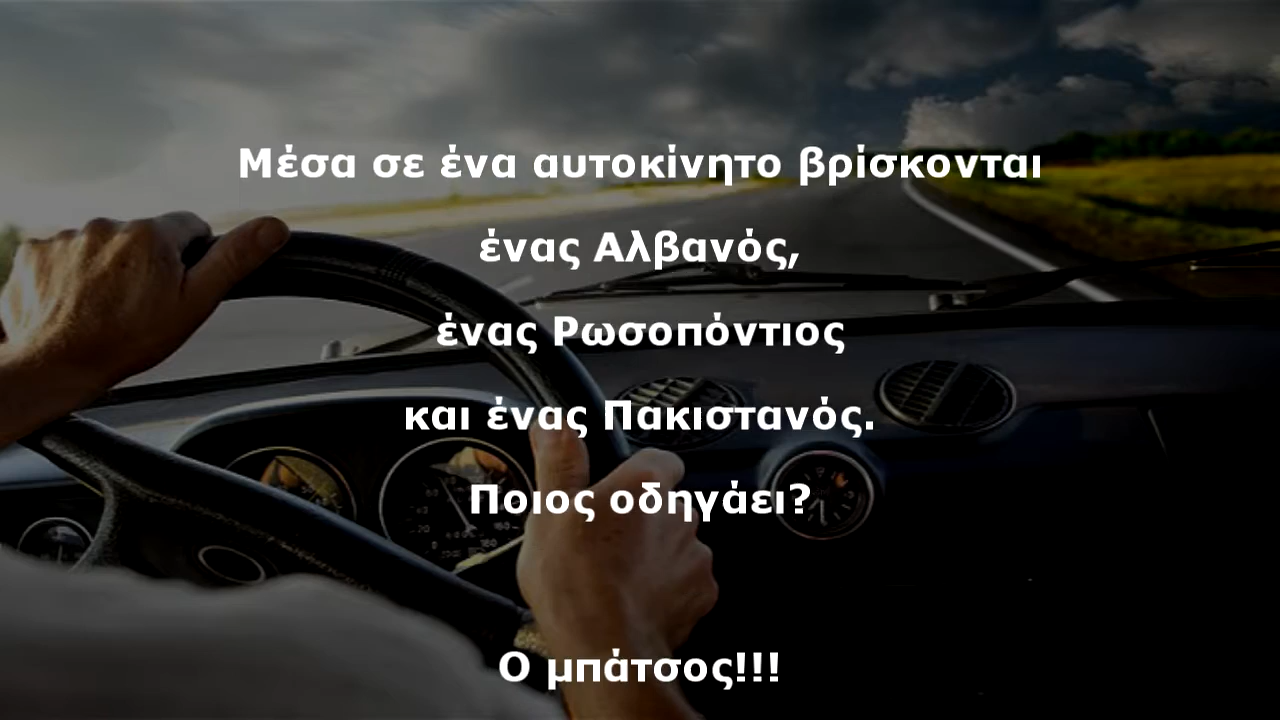 Μέσα σε ένα αυτοκίνητο βρίσκονται
ένας Αλβανός,
ένας Ρωσοπόντιος
και ένας Πακιστανός.
Ποιος οδηγάει?
Ο μπάτσος!!!